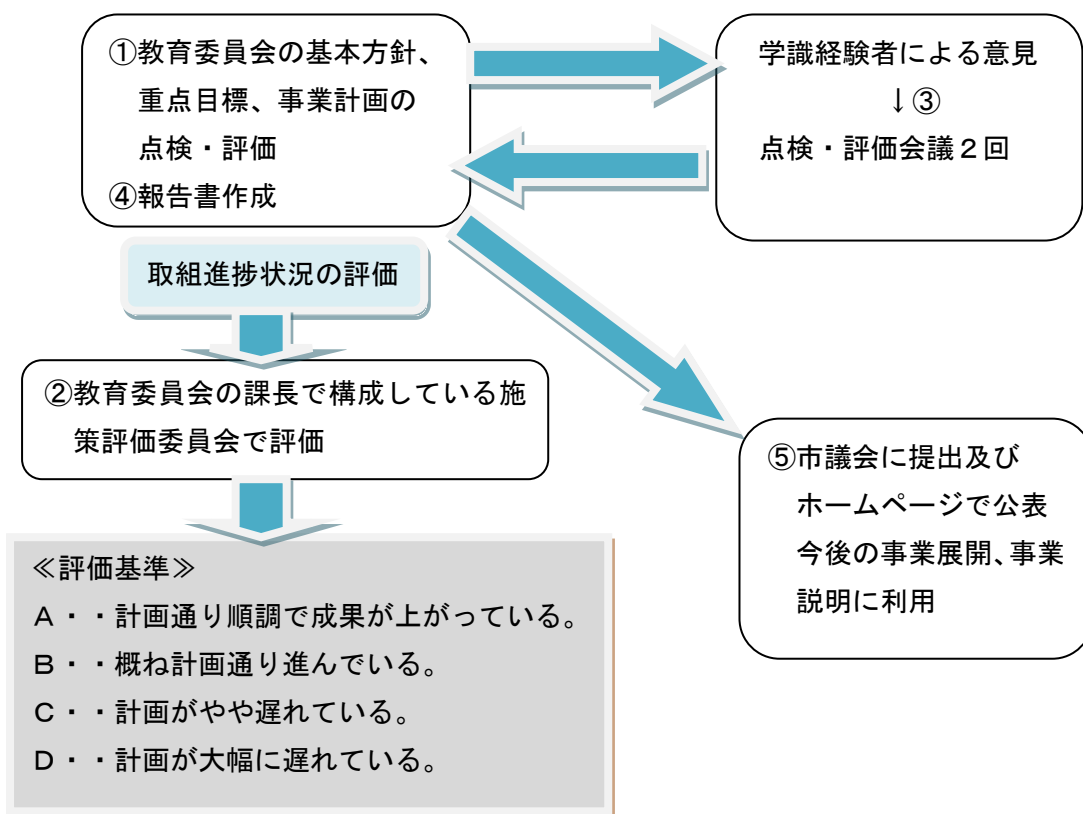 ①教育委員会の基本方針、
重点目標、事業計画の
点検・評価
④報告書作成
学識経験者による意見
↓③
点検・評価会議２回
取組進捗状況の評価
②教育委員会の課長で構成している施
策評価委員会で評価
≪評価基準≫
Ａ・・計画通り順調で成果が上がっている。
Ｂ・・概ね計画通り進んでいる。
Ｃ・・計画がやや遅れている。
Ｄ・・計画が大幅に遅れている。
⑤市議会に提出及び
ホームページで公表
今後の事業展開、事業
説明に利用